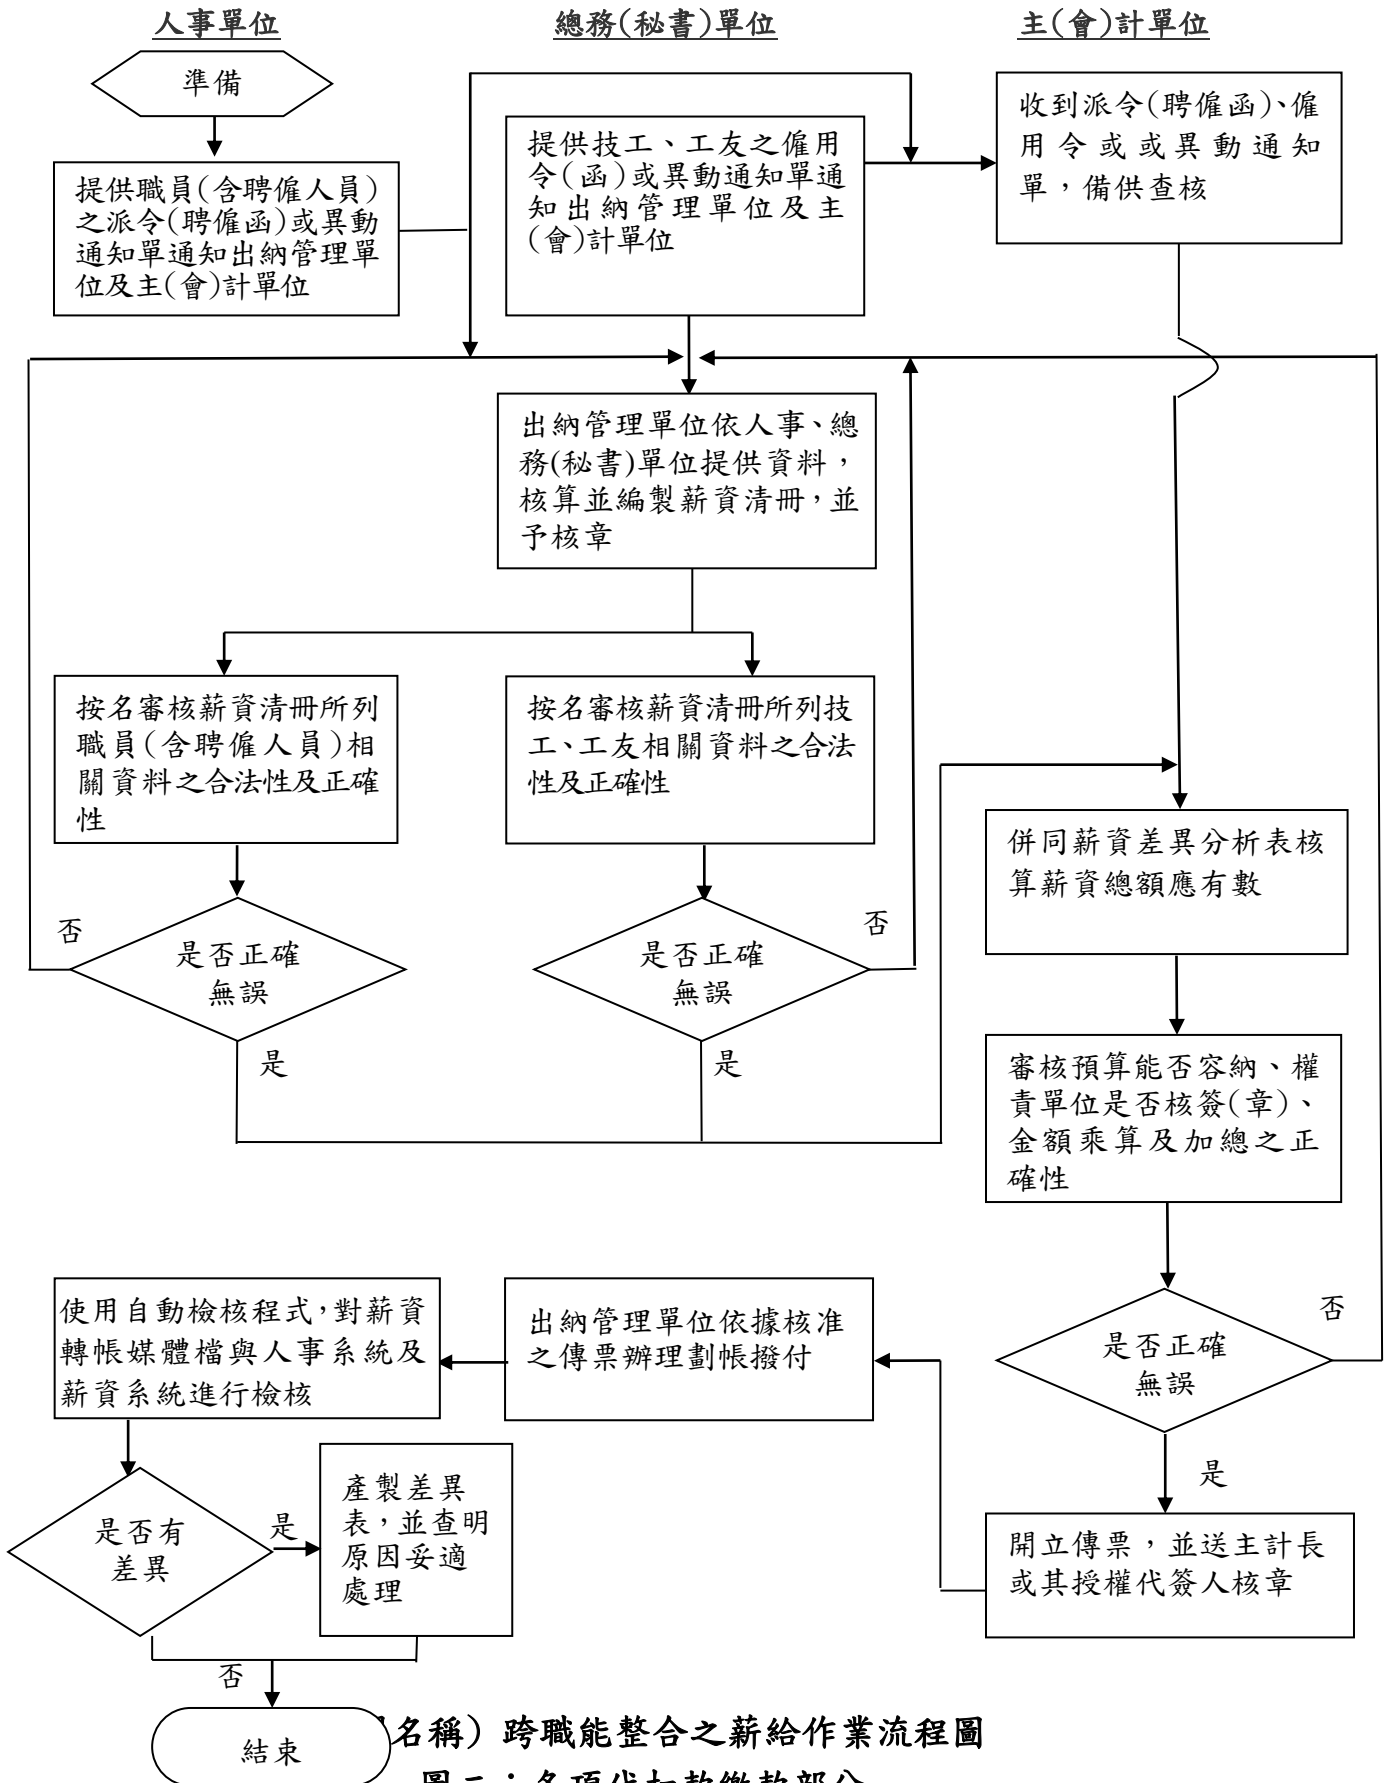 人事單位
總務(秘書)單位
主(會)計單位
準備
提供職員(含聘僱人員)
之派令(聘僱函)或異動
通知單通知出納管理單
位及主(會)計單位
提供技工、工友之僱用
令(函)或異動通知單通
知出納管理單位及主
(會)計單位
收到派令(聘僱函)、僱
用令或或異動通知
單，備供查核
出納管理單位依人事、總
務(秘書)單位提供資料，
核算並編製薪資清冊，並
予核章
按名審核薪資清冊所列
職員(含聘僱人員)相
關資料之合法性及正確
性
按名審核薪資清冊所列技
工、工友相關資料之合法
性及正確性
併同薪資差異分析表核
算薪資總額應有數
否
是否正確
無誤
是
否
是否正確
無誤
是
審核預算能否容納、權
責單位是否核簽(章)、
金額乘算及加總之正
確性
否
是否正確
無誤
是
開立傳票，並送主計長
或其授權代簽人核章
出納管理單位依據核准
之傳票辦理劃帳撥付
使用自動檢核程式，對薪資
轉帳媒體檔與人事系統及
薪資系統進行檢核
是否有
差異
是
產製差異
表，並查明
原因妥適
處理
否
結束
名稱）跨職能整合之薪給作業流程圖
圖二：各項代扣款繳款部分